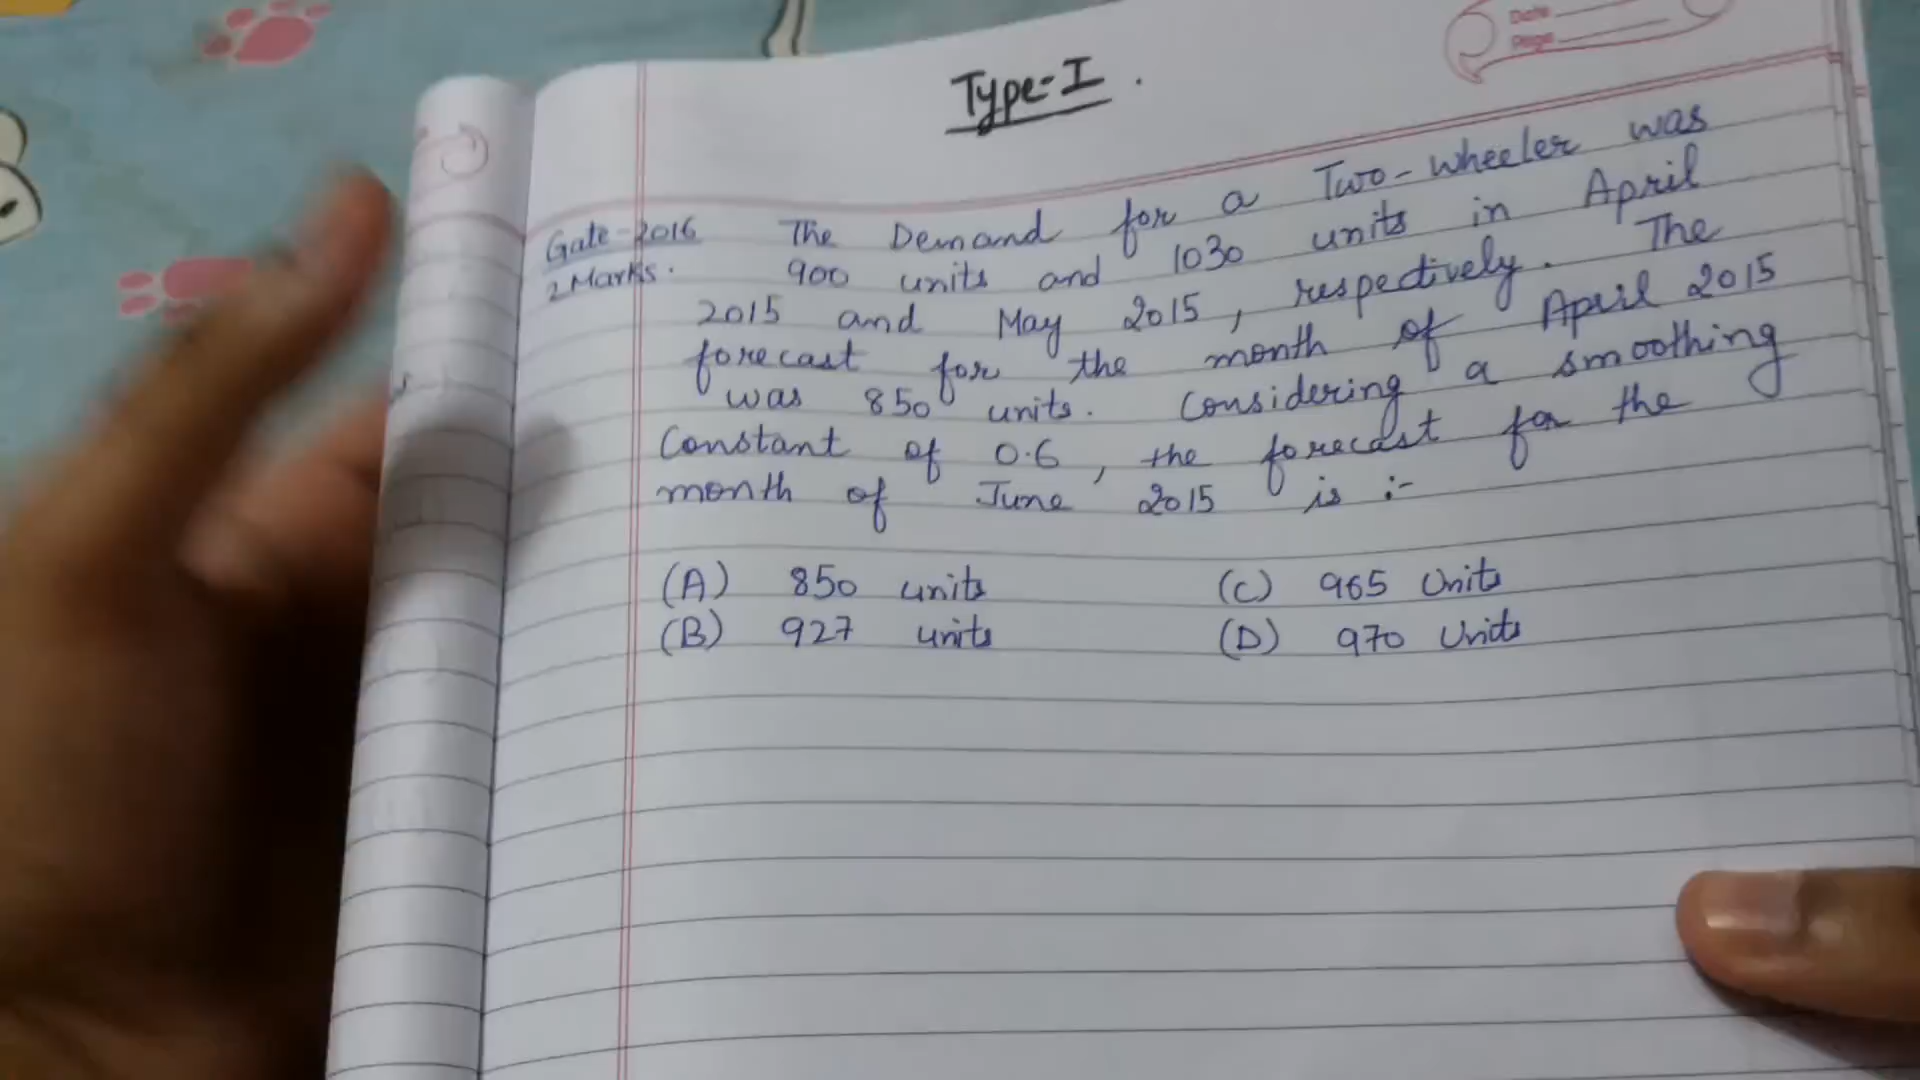 Date
Page
Type-I.
Gate-2016
2 Marks.
The Demand for a Two-wheeler was
900 units and 1030 units in April
2015 and May 2015, respectively. The
forecast for the month of April 2015
was 850 units. Considering a smoothing
Constant of 0.6, the forecast for the
month of June 2015 is :-
(A) 850 units
(B) 927 units
(C) 965 Units
(D) 970 Units